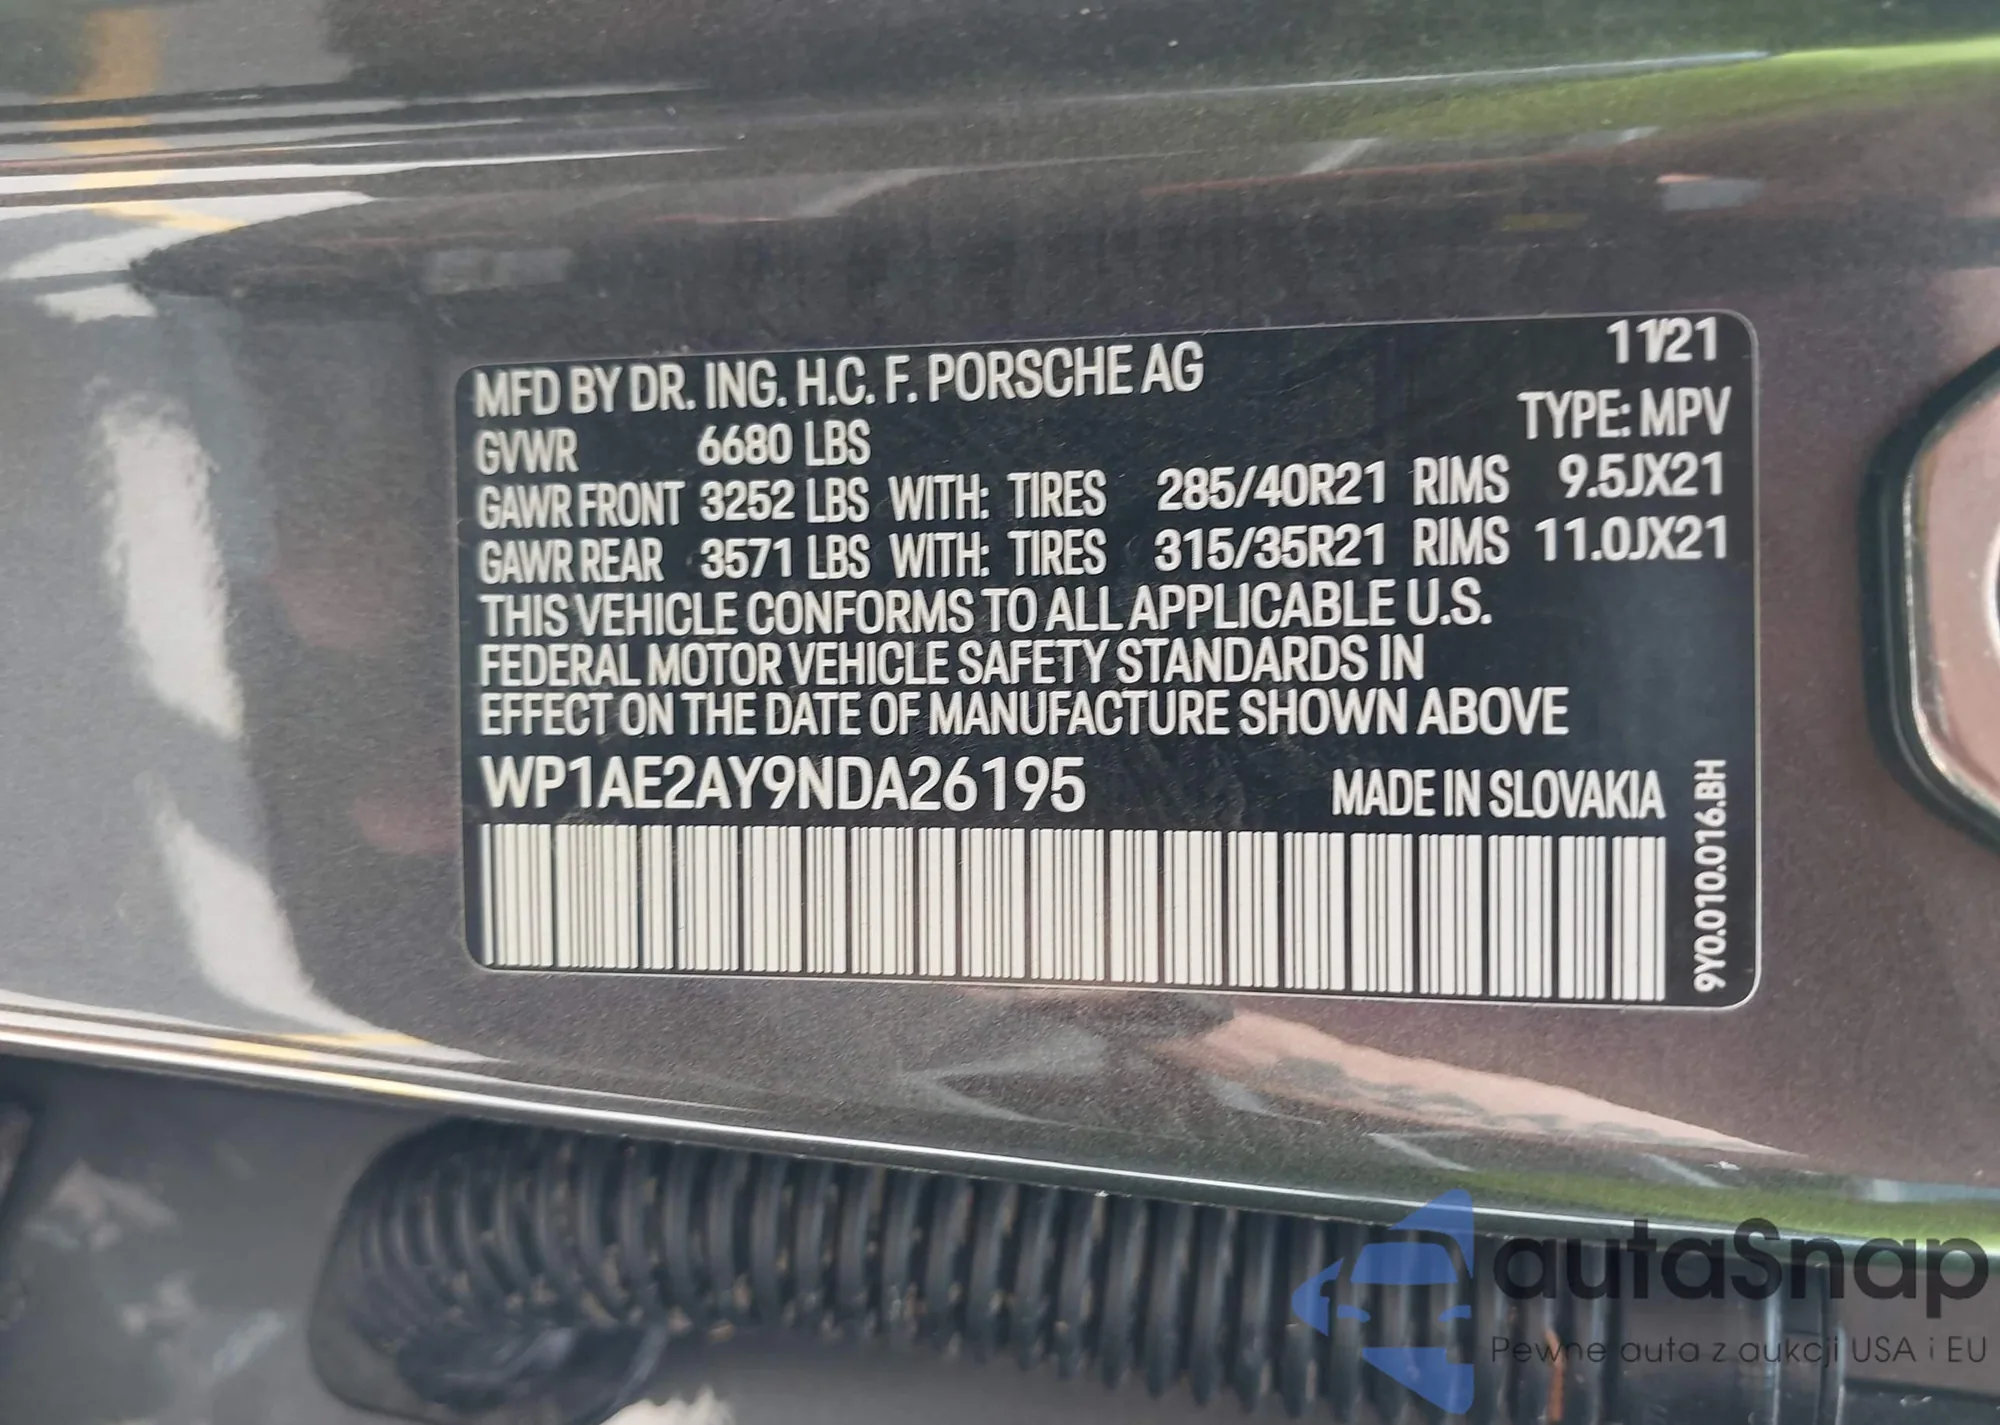 MFD BY DR. ING. H.C. F. PORSCHE AG 11/21
GVWR 6680 LBS TYPE: MPV
GAWR FRONT 3252 LBS WITH: TIRES 285/40R21 RIMS 9.5JX21
GAWR REAR 3571 LBS WITH: TIRES 315/35R21 RIMS 11.0JX21
THIS VEHICLE CONFORMS TO ALL APPLICABLE U.S.
FEDERAL MOTOR VEHICLE SAFETY STANDARDS IN
EFFECT ON THE DATE OF MANUFACTURE SHOWN ABOVE
WP1AE2AY9NDA26195 MADE IN SLOVAKIA
9Y0.010.016.BH
autaSnap
Pewne auta z aukcji USA i EU